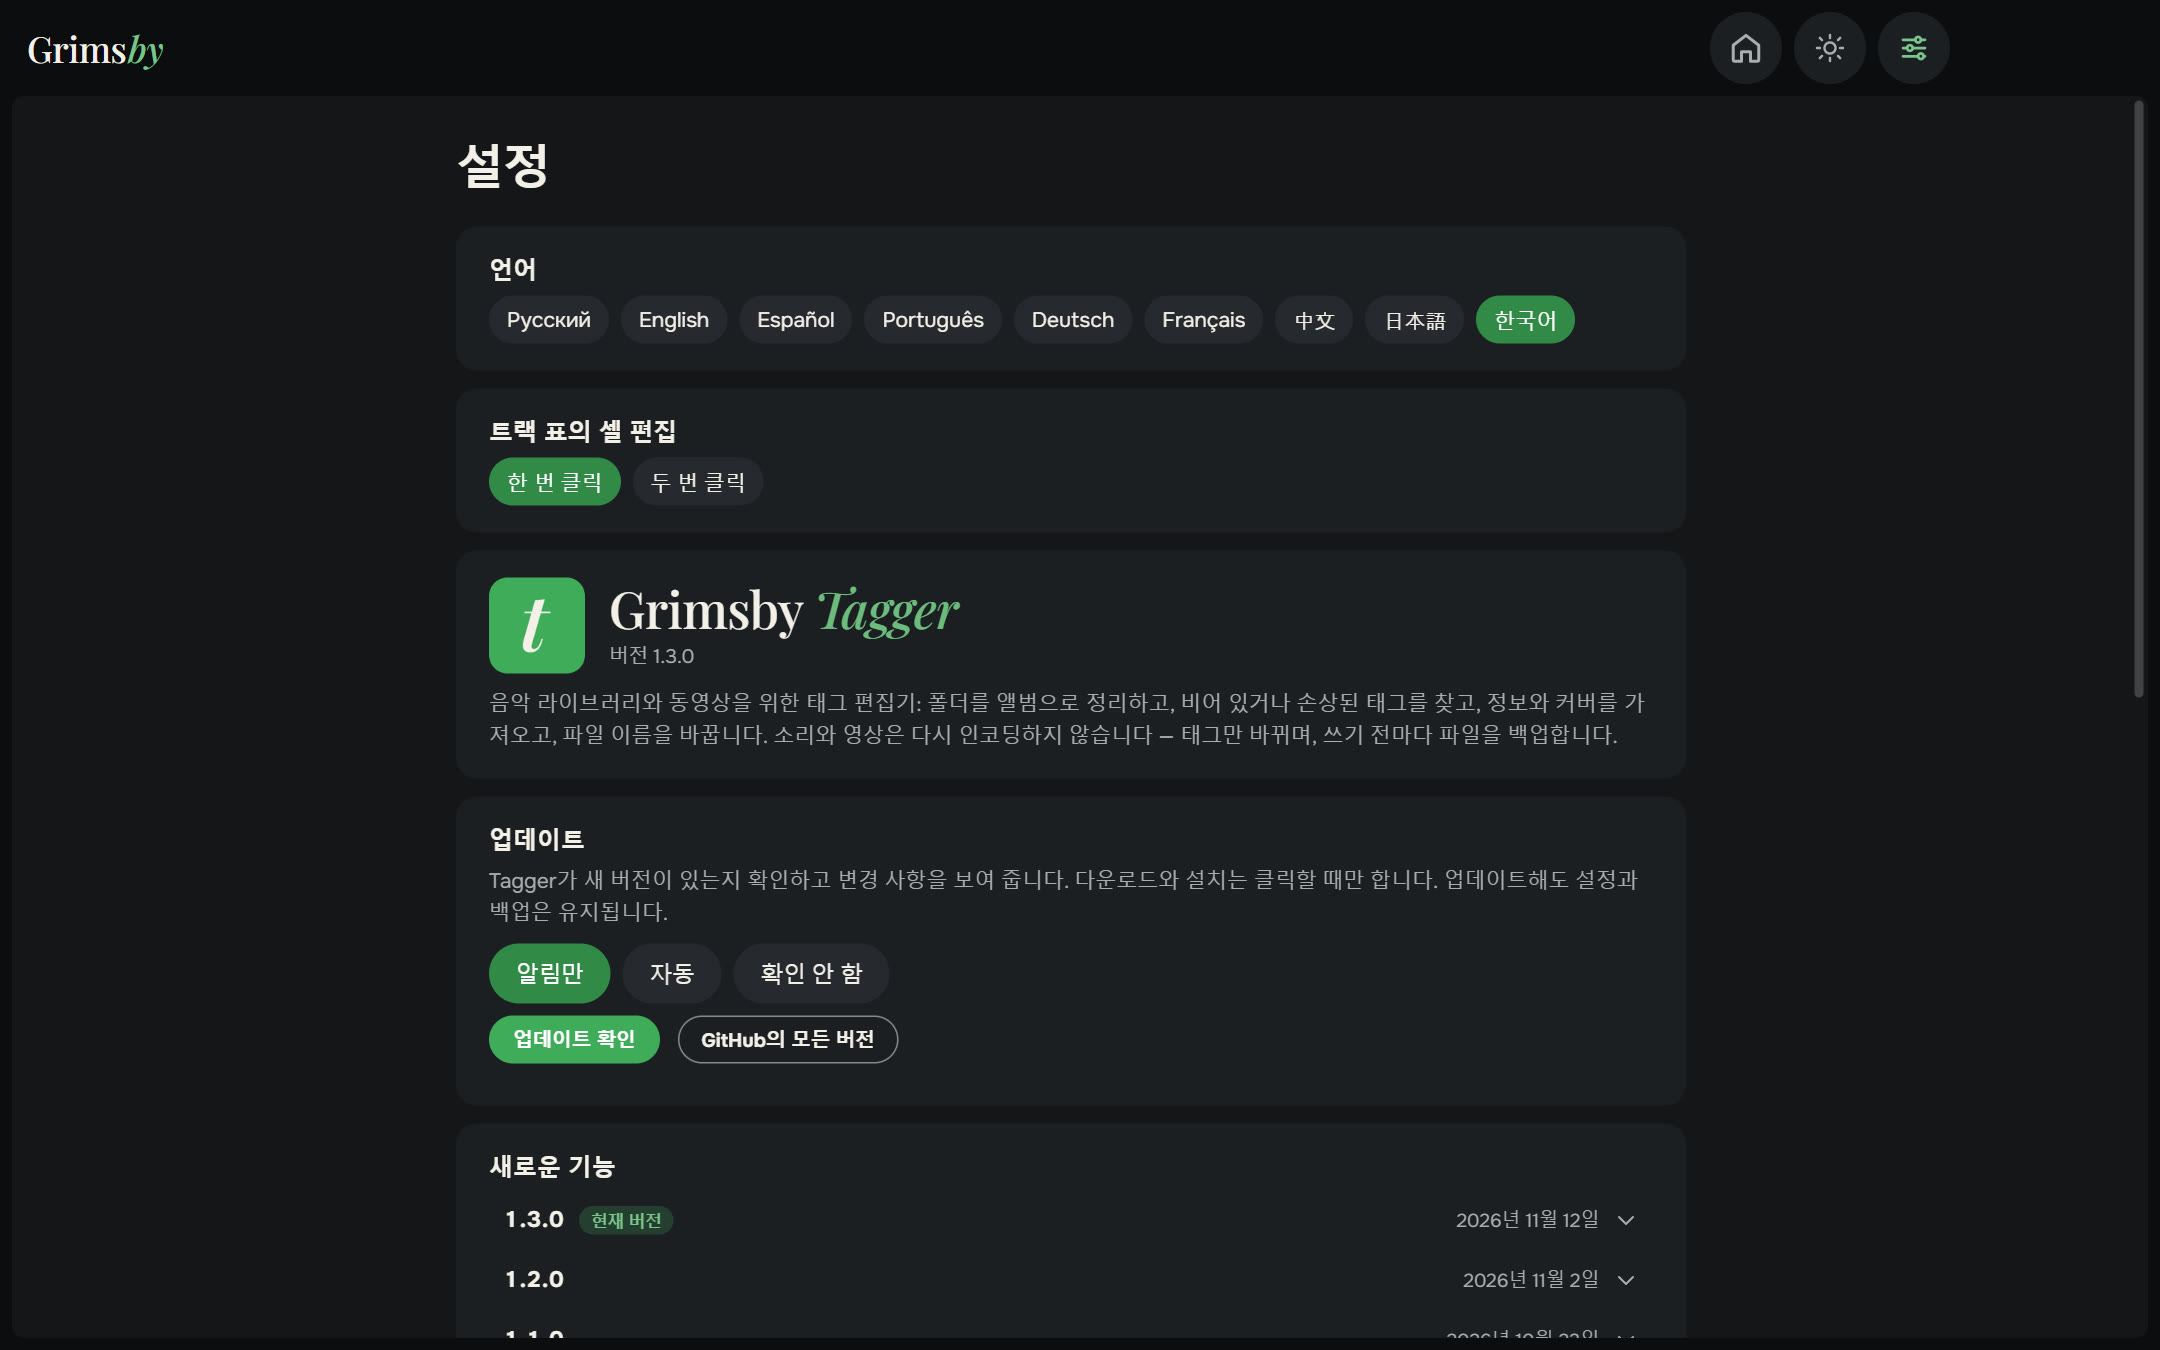 Grimsby
설정
언어
Русский English Español Português Deutsch Français 中文 日本語 한국어
트랙 표의 셀 편집
한 번 클릭 두 번 클릭
t
Grimsby Tagger
버전 1.3.0
음악 라이브러리와 동영상을 위한 태그 편집기: 폴더를 앨범으로 정리하고, 비어 있거나 손상된 태그를 찾고, 정보와 커버를 가
져오고, 파일 이름을 바꿉니다. 소리와 영상은 다시 인코딩하지 않습니다 – 태그만 바뀌며, 쓰기 전마다 파일을 백업합니다.
업데이트
Tagger가 새 버전이 있는지 확인하고 변경 사항을 보여 줍니다. 다운로드와 설치는 클릭할 때만 합니다. 업데이트해도 설정과
백업은 유지됩니다.
알림만 자동 확인 안 함
업데이트 확인 GitHub의 모든 버전
새로운 기능
1.3.0 현재 버전 2026년 11월 12일
1.2.0 2026년 11월 2일
1.1.0